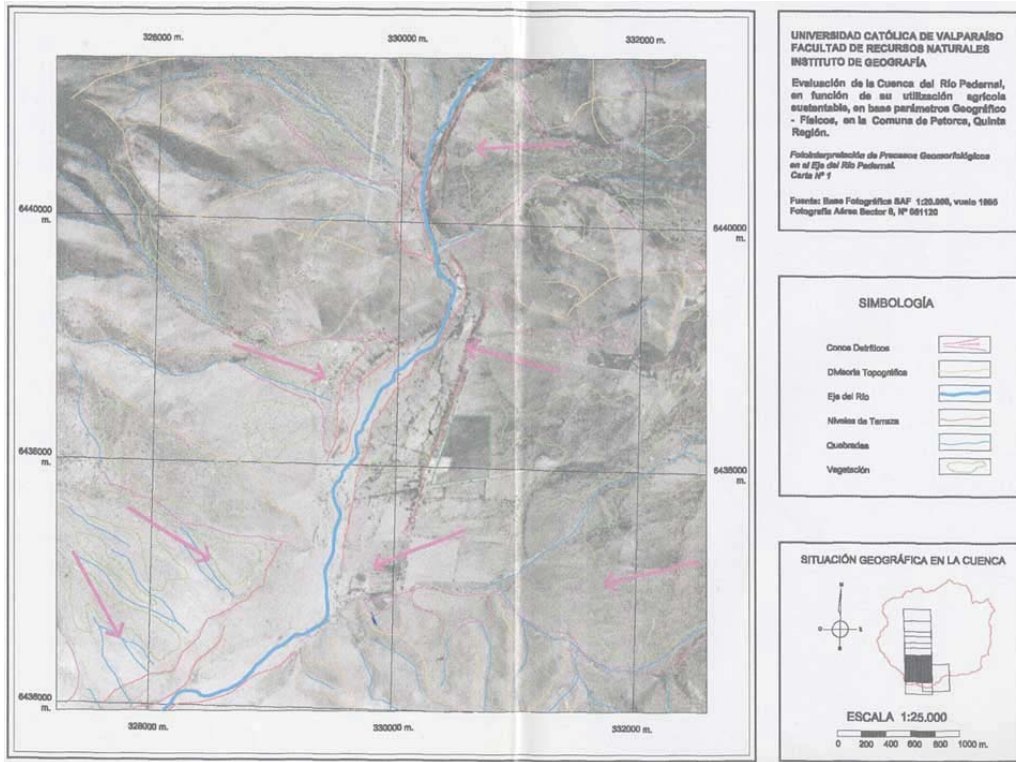 328000 m.
330000 m.
332000 m.
6440000
m.
6440000
m.
6438000
m.
6438000
m.
6436000
m.
6436000
m.
328000 m.
330000 m.
332000 m.
UNIVERSIDAD CATÓLICA DE VALPARAÍSO
FACULTAD DE RECURSOS NATURALES
INSTITUTO DE GEOGRAFÍA
Evaluación de la Cuenca del Río Pedernal,
en función de su utilización agrícola
sustentable, en base parámetros Geográfico
- Físicos, en la Comuna de Petorca, Quinta
Región.
Fotointerpretación de Procesos Geomorfológicos
en el Eje del Río Pedernal.
Carta Nº 1
Fuente: Base Fotográfica SAF 1:20.000, vuelo
Fotografía Aérea Sector
SIMBOLOGÍA
Conos Detríticos
Divisoria Topográfica
Eje del Río
Niveles de Terraza
Quebradas
Vegetación
SITUACIÓN GEOGRÁFICA EN LA CUENCA
ESCALA 1:25.000
0 200 400 600 800 1000 m.